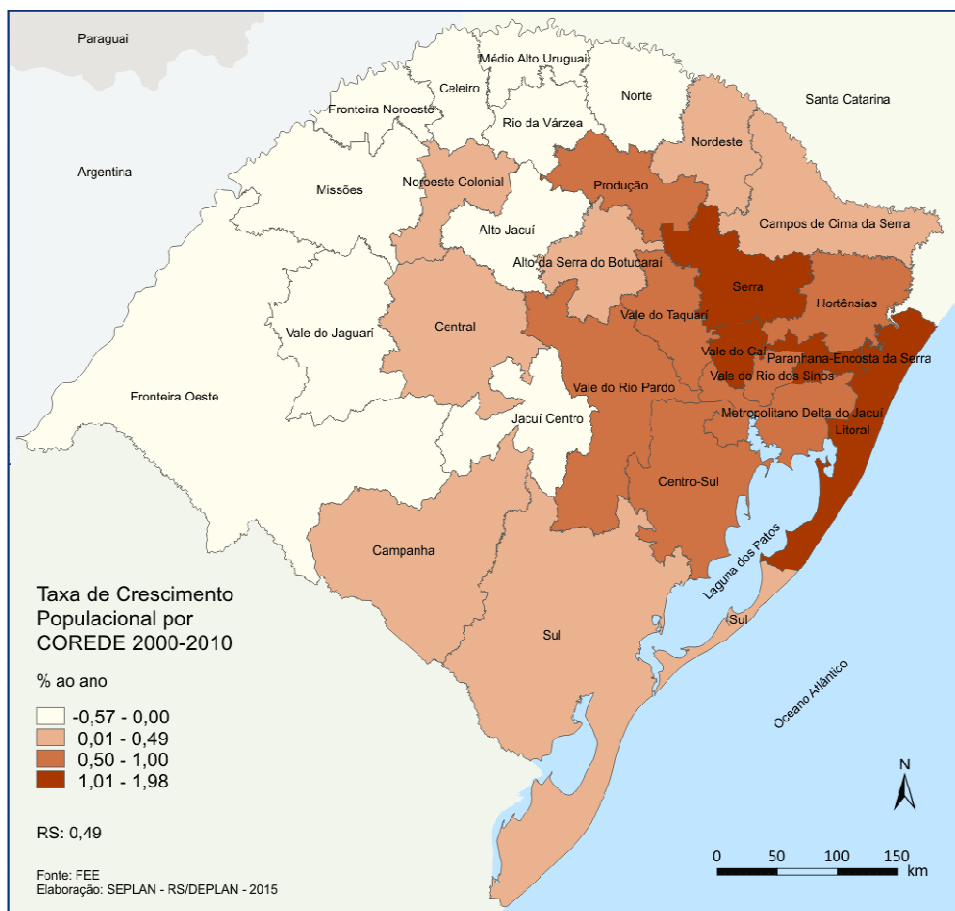 Paraguai
Médio Alto Uruguai
Celeiro
Norte
Santa Catarina
Fronteira Noroeste
Rio da Várzea
Nordeste
Argentina
Missões
Noroeste Colonial
Produção
Alto Jacuí
Campos de Cima da Serra
Alto da Serra do Botucaraí
Serra
Hortênsias
Vale do Jaguarí
Central
Vale do Taquarí
Vale do Caí
Paranhana-Encosta da Serra
Vale do Rio dos Sinos
Fronteira Oeste
Vale do Rio Pardo
Jacuí Centro
Metropolitano Delta do Jacuí
Litoral
Centro-Sul
Campanha
Laguna dos Patos
Sul
Sul
Oceano Atlântico
Taxa de Crescimento
Populacional por
COREDE 2000-2010
% ao ano
-0,57 - 0,00
0,01 - 0,49
0,50 - 1,00
1,01 - 1,98
RS: 0,49
Fonte: FEE
Elaboração: SEPLAN - RS/DEPLAN - 2015
N
0 50 100 150
km